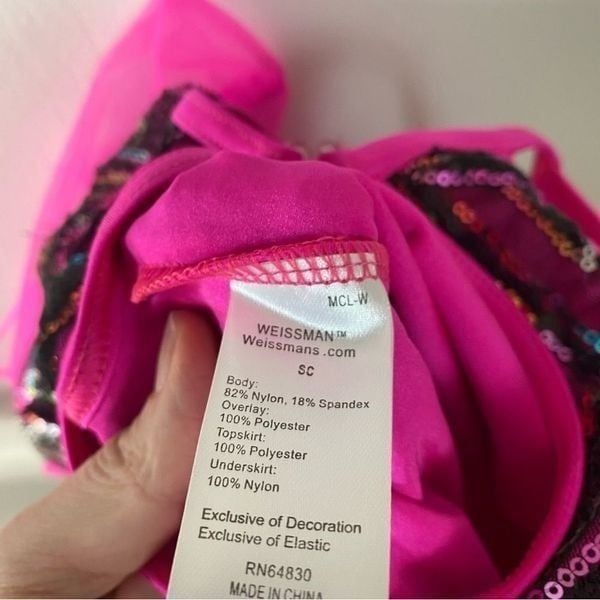 MCL-W
WEISSMAN™
Weissmans.com
SC
Body:
82% Nylon, 18% Spandex
Overlay:
100% Polyester
Topskirt:
100% Polyester
Underskirt:
100% Nylon
Exclusive of Decoration
Exclusive of Elastic
RN64830
MADE IN CHINA